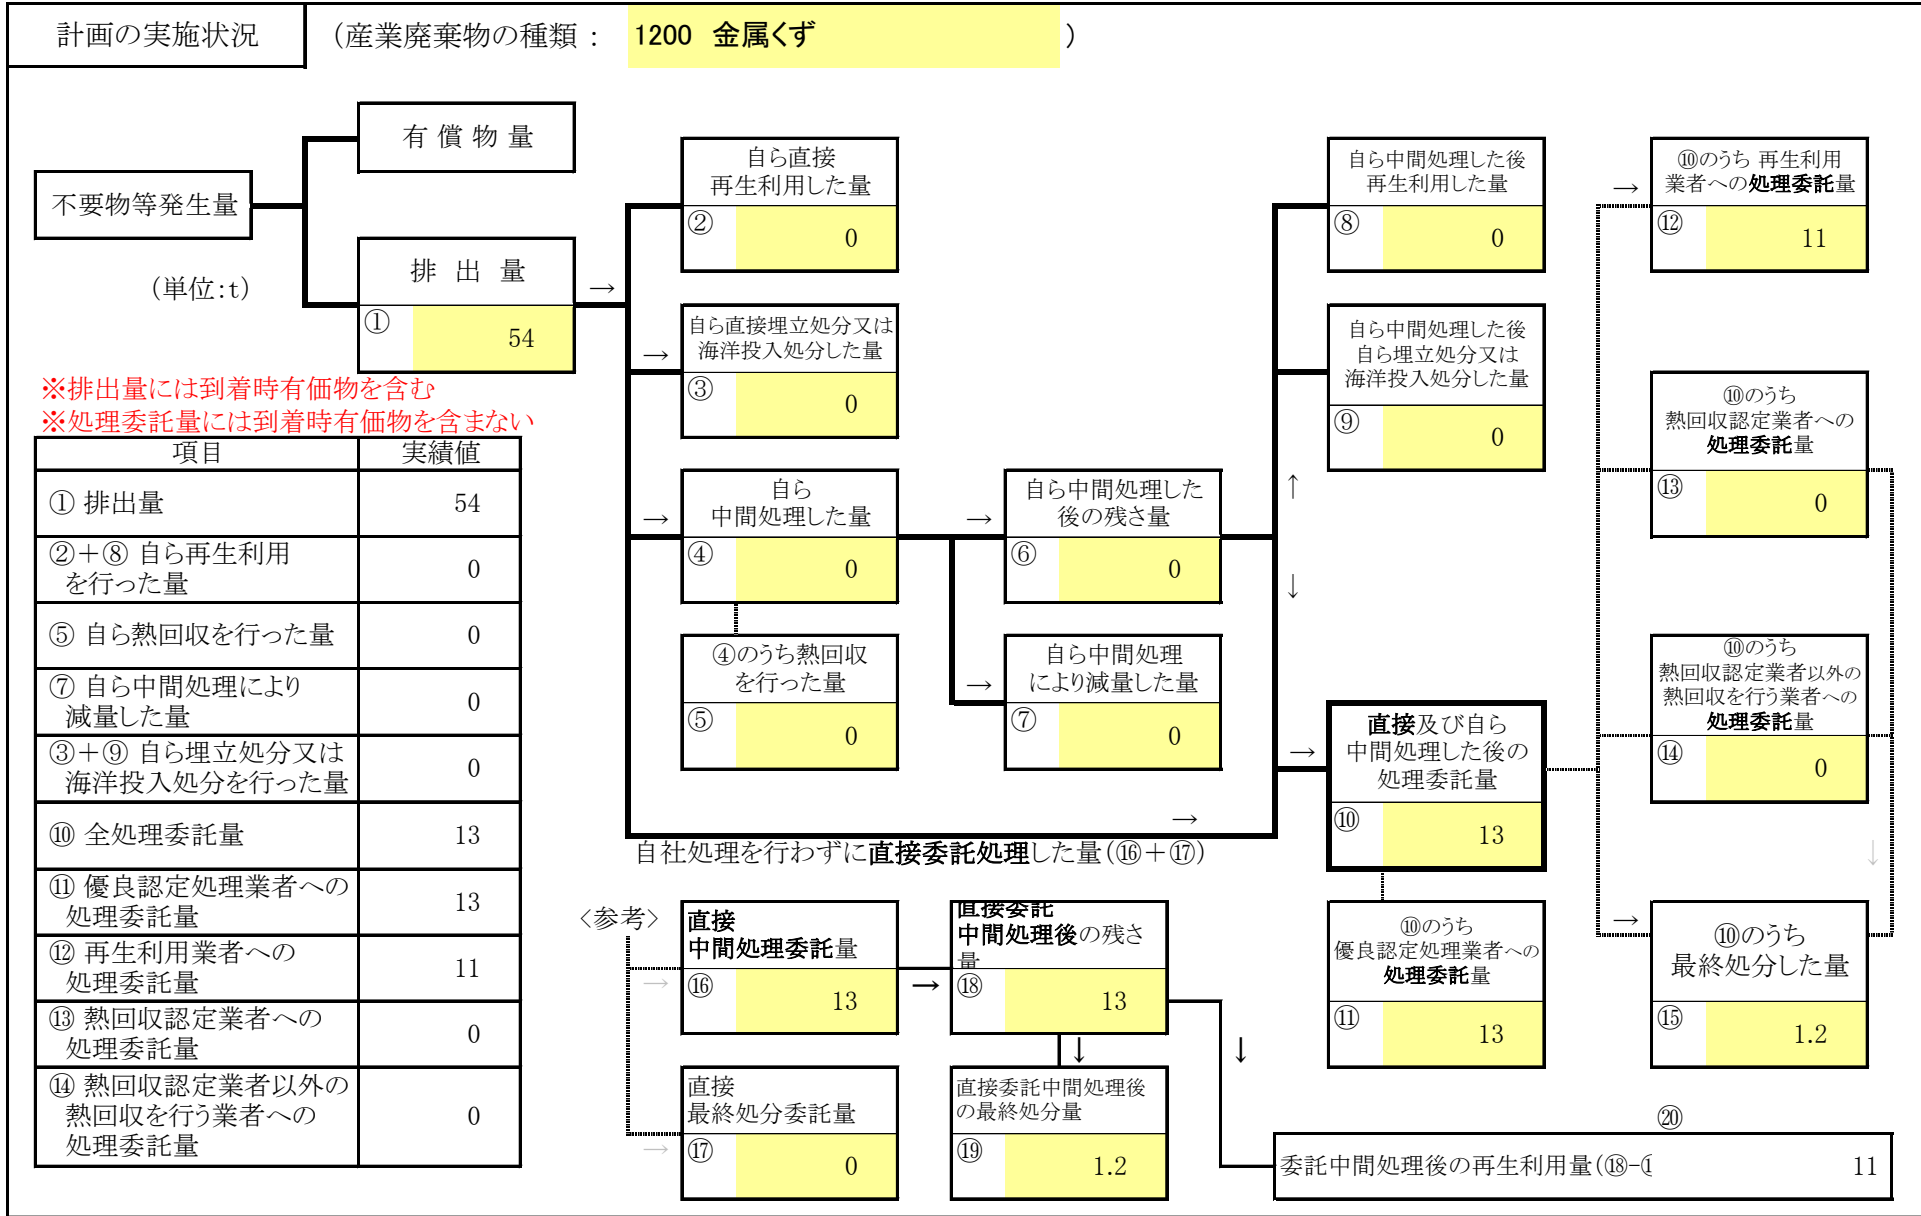 計画の実施状況
（産業廃棄物の種類： 1200 金属くず ）
有 償 物 量
不要物等発生量
排 出 量
① 54
（単位:t）
→
自ら直接
再生利用した量
② 0
→
自ら直接埋立処分又は
海洋投入処分した量
③ 0
→
自ら
中間処理した量
④ 0
④のうち熱回収
を行った量
⑤ 0
→
自ら中間処理した
後の残さ量
⑥ 0
→
自ら中間処理
により減量した量
⑦ 0
自ら中間処理した後
再生利用した量
⑧ 0
自ら中間処理した後
自ら埋立処分又は
海洋投入処分した量
⑨ 0
↑
↓
→
直接及び自ら
中間処理した後の
処理委託量
⑩ 13
→
自社処理を行わずに直接委託処理した量（⑯＋⑰）
⑩のうち
優良認定処理業者への
処理委託量
⑪ 13
→
⑩のうち 再生利用
業者への処理委託量
⑫ 11
⑩のうち
熱回収認定業者への
処理委託量
⑬ 0
⑩のうち
熱回収認定業者以外の
熱回収を行う業者への
処理委託量
⑭ 0
↓
→
⑩のうち
最終処分した量
⑮ 1.2
※排出量には到着時有価物を含む
※処理委託量には到着時有価物を含まない
項目 実績値
① 排出量 54
②＋⑧ 自ら再生利用
を行った量 0
⑤ 自ら熱回収を行った量 0
⑦ 自ら中間処理により
減量した量 0
③＋⑨ 自ら埋立処分又は
海洋投入処分を行った量 0
⑩ 全処理委託量 13
⑪ 優良認定処理業者への
処理委託量 13
⑫ 再生利用業者への
処理委託量 11
⑬ 熱回収認定業者への
処理委託量 0
⑭ 熱回収認定業者以外の
熱回収を行う業者への
処理委託量 0
〈参考〉
→
直接
中間処理委託量
⑯ 13
→
直接委託
中間処理後の残さ
量
⑱ 13
→
直接
最終処分委託量
⑰ 0
↓
直接委託中間処理後
の最終処分量
⑲ 1.2
↓
⑳
委託中間処理後の再生利用量（⑱-
11